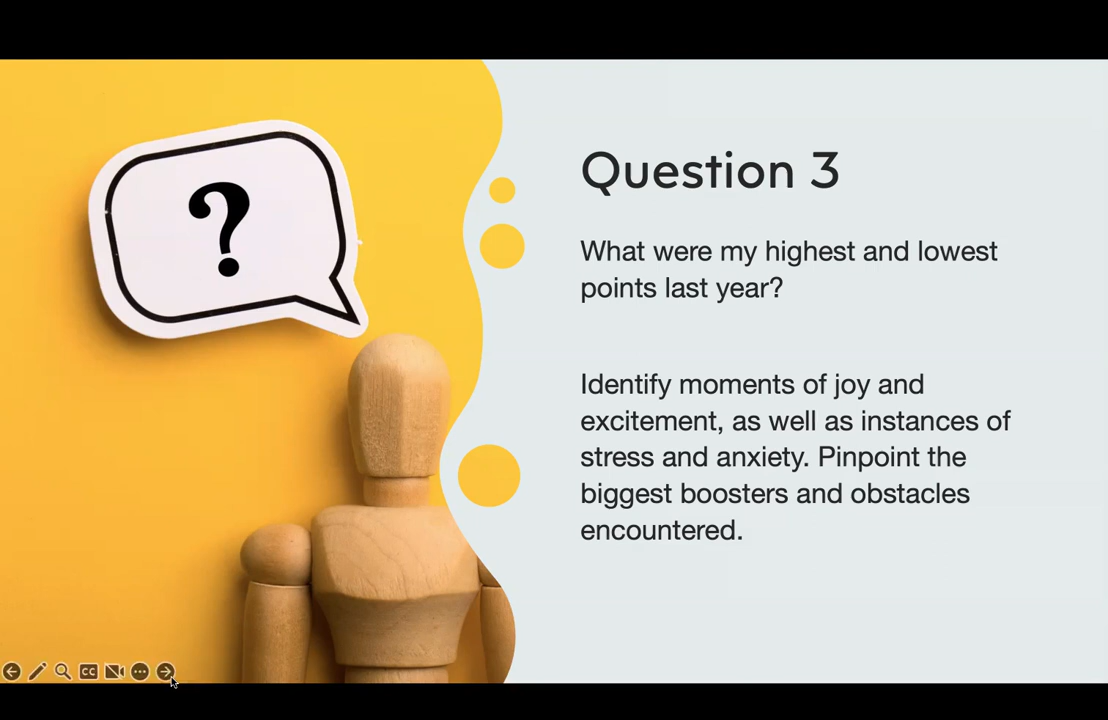 ?
Question 3
What were my highest and lowest
points last year?
Identify moments of joy and
excitement, as well as instances of
stress and anxiety. Pinpoint the
biggest boosters and obstacles
encountered.
CC